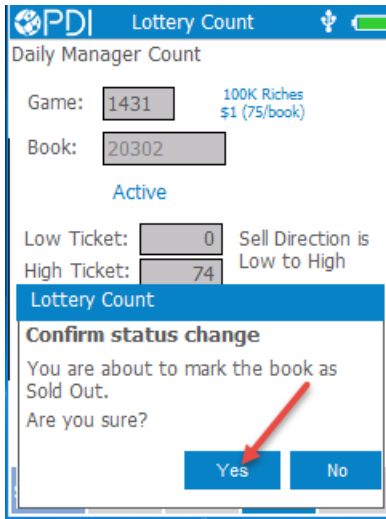 PDI Lottery Count
Daily Manager Count
Game: 1431 100K Riches
$1 (75/book)
Book: 20302
Active
Low Ticket: 0 Sell Direction is
High Ticket: 74 Low to High
Lottery Count
Confirm status change
You are about to mark the book as
Sold Out.
Are you sure?
Yes No